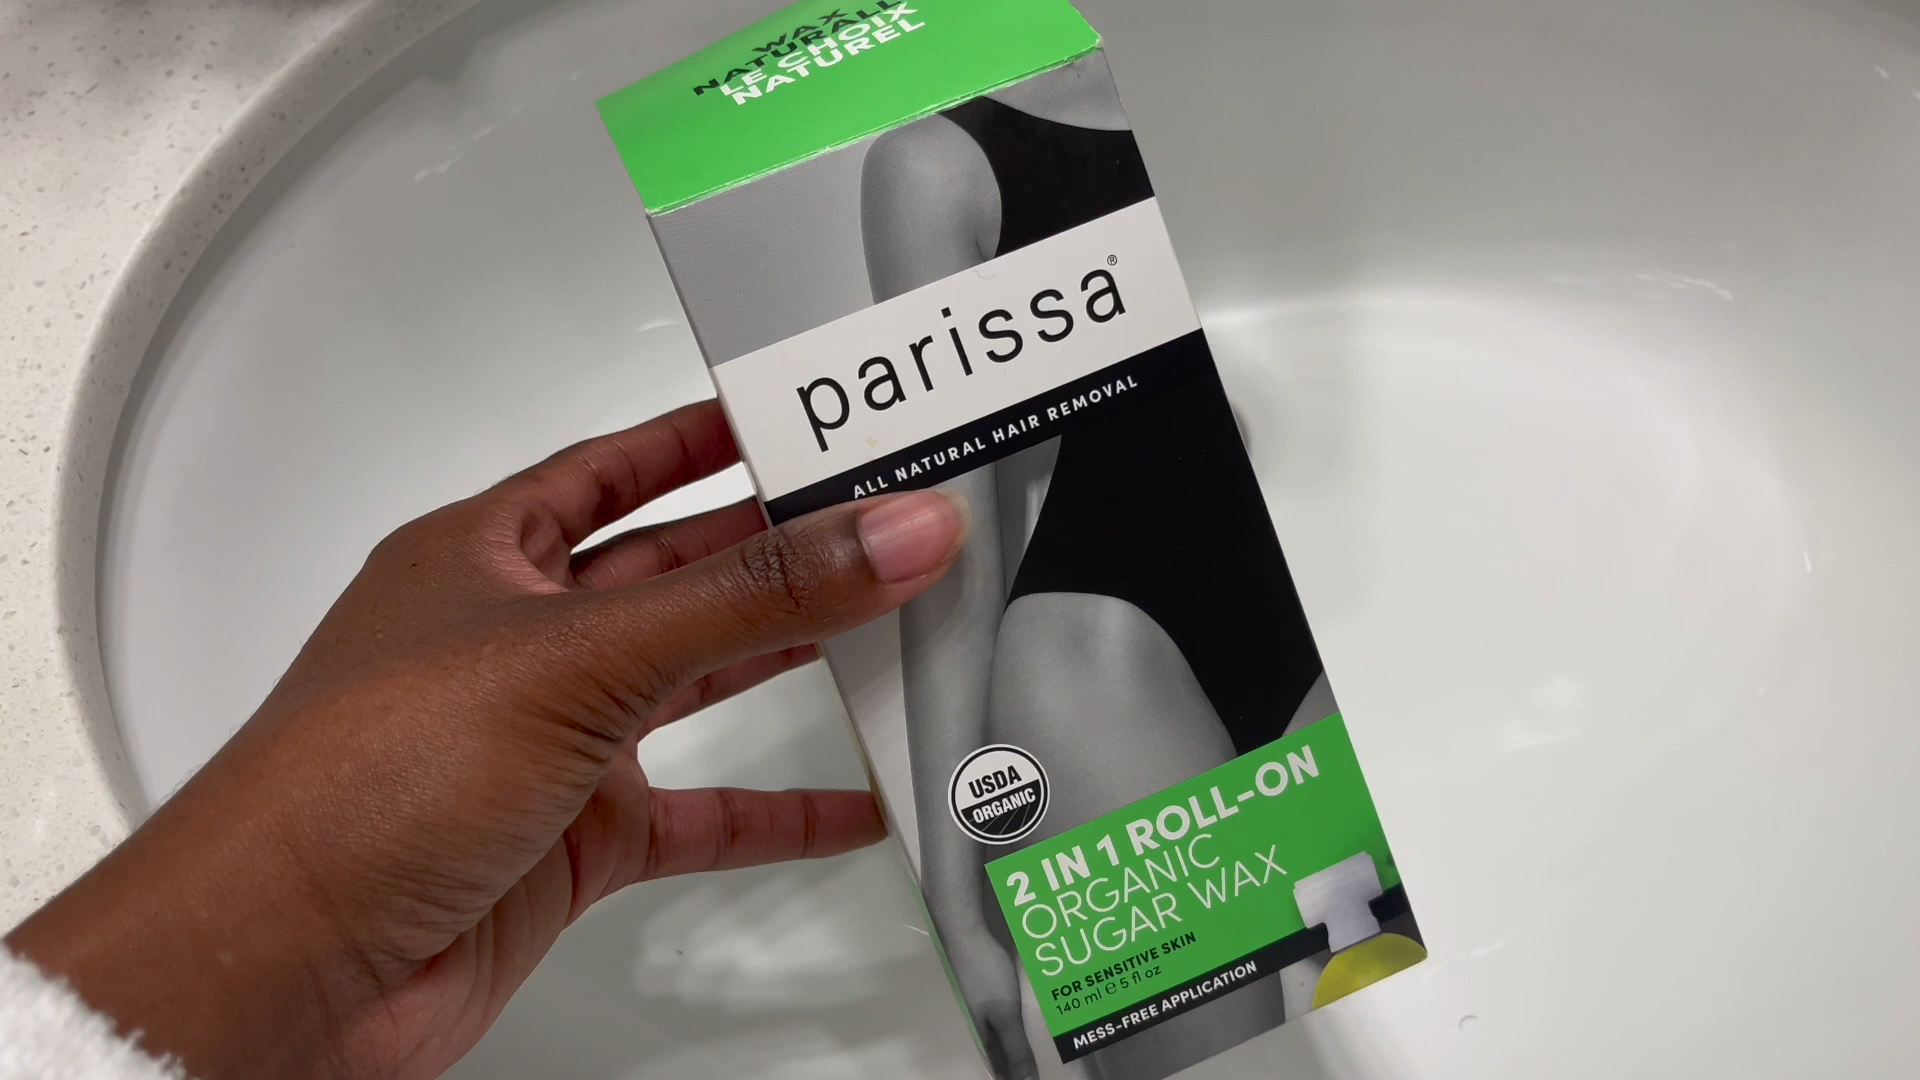 WAX
NATURALL
LE CHOIX
NATUREL
parissa®
ALL NATURAL HAIR REMOVAL
USDA
ORGANIC
2 IN 1 ROLL-ON
ORGANIC
SUGAR WAX
FOR SENSITIVE SKIN
140 ml e 5 fl oz
MESS-FREE APPLICATION